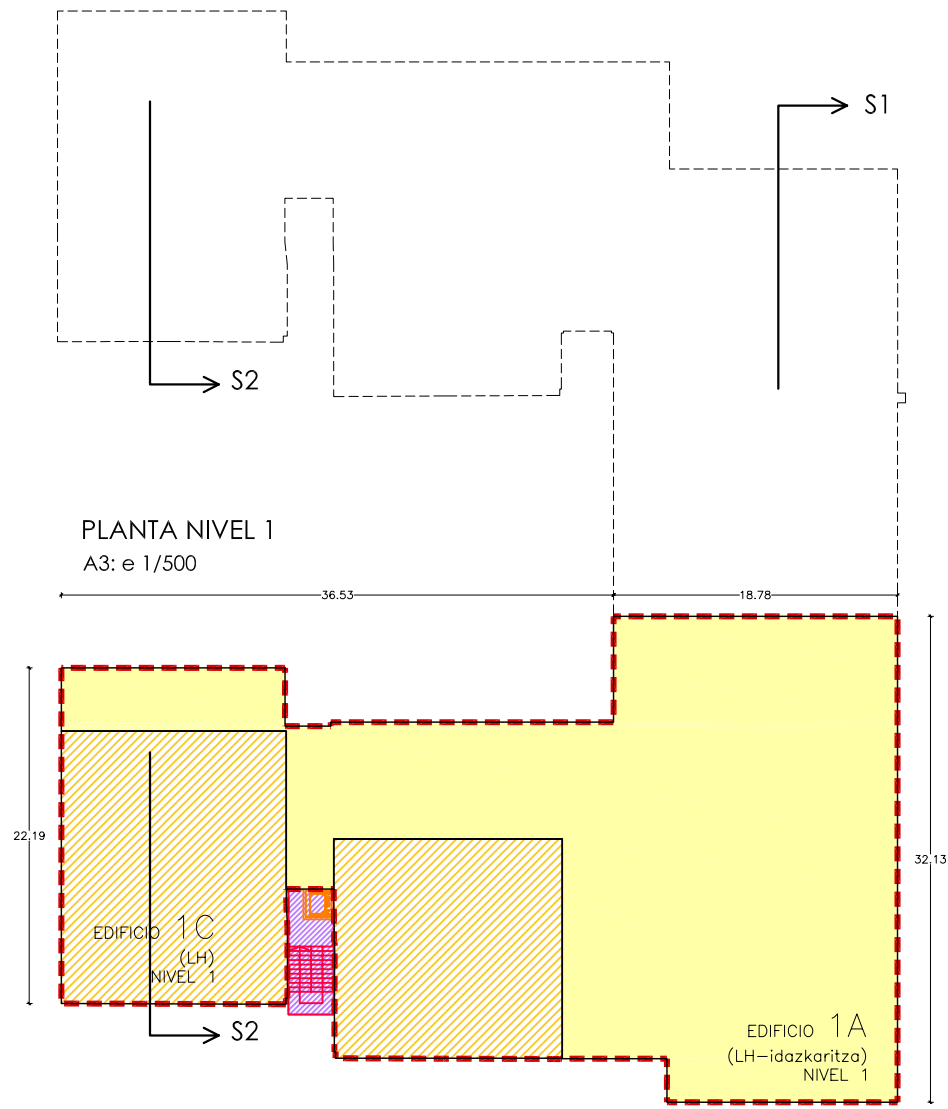 S1
S2
PLANTA NIVEL 1
A3: e 1/500
36.53
18.78
22.19
32.13
EDIFICIO 1C
(LH)
NIVEL 1
S2
EDIFICIO 1A
(LH-idazkaritza)
NIVEL 1